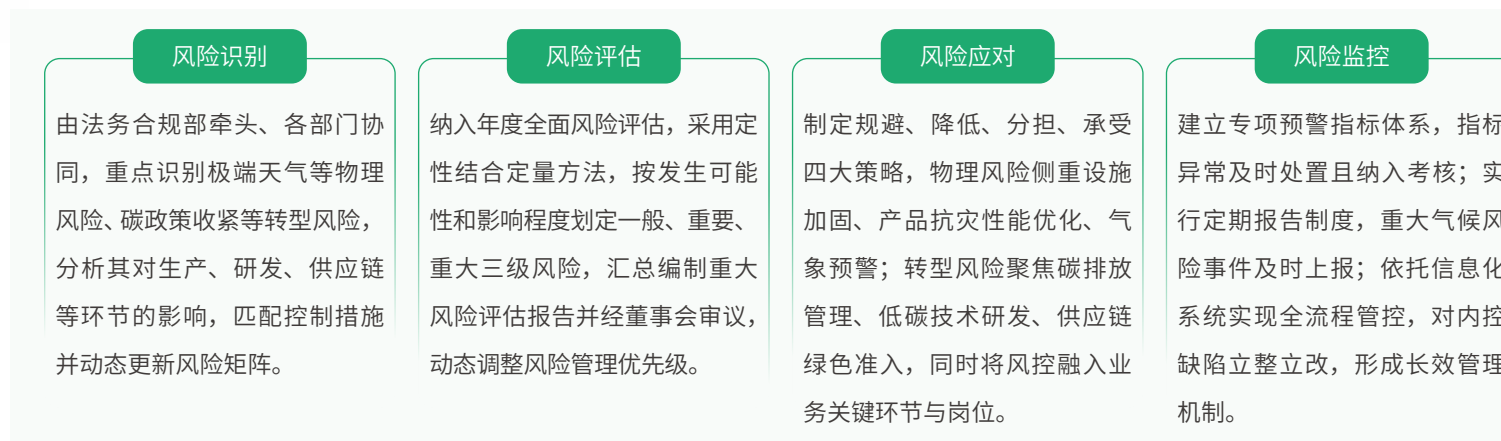 风险识别
由法务合规部牵头、各部门协
同，重点识别极端天气等物理
风险、碳政策收紧等转型风险，
分析其对生产、研发、供应链
等环节的影响，匹配控制措施
并动态更新风险矩阵。
风险评估
纳入年度全面风险评估，采用定
性结合定量方法，按发生可能
性和影响程度划定一般、重要、
重大三级风险，汇总编制重大
风险评估报告并经董事会审议，
动态调整风险管理优先级。
风险应对
制定规避、降低、分担、承受
四大策略，物理风险侧重设施
加固、产品抗灾性能优化、气
象预警；转型风险聚焦碳排放
管理、低碳技术研发、供应链
绿色准入，同时将风控融入业
务关键环节与岗位。
风险监控
建立专项预警指标体系，指标
异常及时处置且纳入考核；实
行定期报告制度，重大气候风
险事件及时上报；依托信息化
系统实现全流程管控，对内控
缺陷立整立改，形成长效管理
机制。